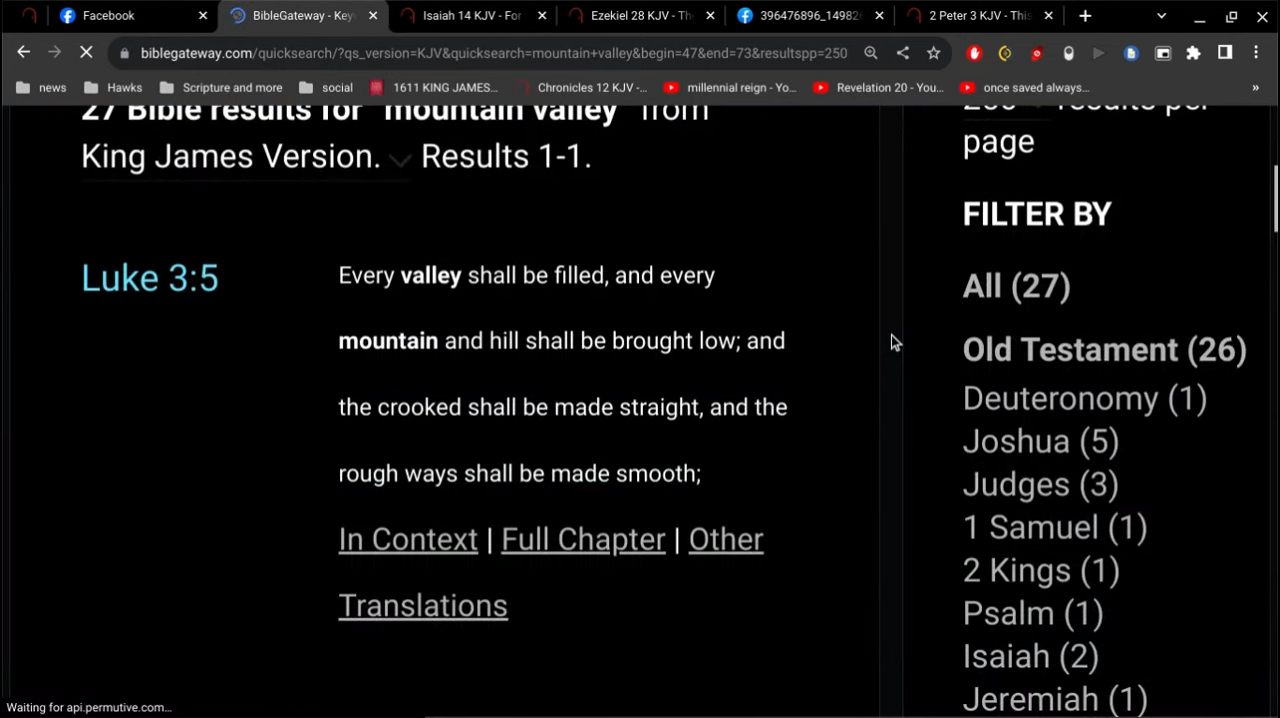 Facebook
BibleGateway - Key
Isaiah 14 KJV - For
Ezekiel 28 KJV - The
396476896_14982
2 Peter 3 KJV - This
biblegateway.com/quicksearch/?qs_version=KJV&quicksearch=mountain+valley&begin=47&end=73&resultspp=250
news
Hawks
Scripture and more
social
1611 KING JAMES...
Chronicles 12 KJV -...
millennial reign - Yo...
Revelation 20 - You...
once saved always...
»
27 Bible results for "mountain valley" from
King James Version. Results 1-1.
Luke 3:5
Every valley shall be filled, and every
mountain and hill shall be brought low; and
the crooked shall be made straight, and the
rough ways shall be made smooth;
In Context | Full Chapter | Other
Translations
results per
page
FILTER BY
All (27)
Old Testament (26)
Deuteronomy (1)
Joshua (5)
Judges (3)
1 Samuel (1)
2 Kings (1)
Psalm (1)
Isaiah (2)
Jeremiah (1)
Waiting for api.permutive.com...